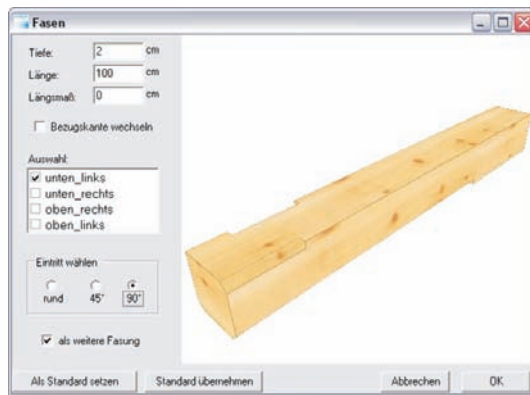 Fasen
Tiefe: 2 cm
Länge: 100 cm
Längsmaß: 0 cm
Bezugskante wechseln
Auswahl:
unten_links
unten_rechts
oben_rechts
oben_links
Eintritt wählen
rund 45° 90°
als weitere Fasung
Als Standard setzen Standard übernehmen Abbrechen OK